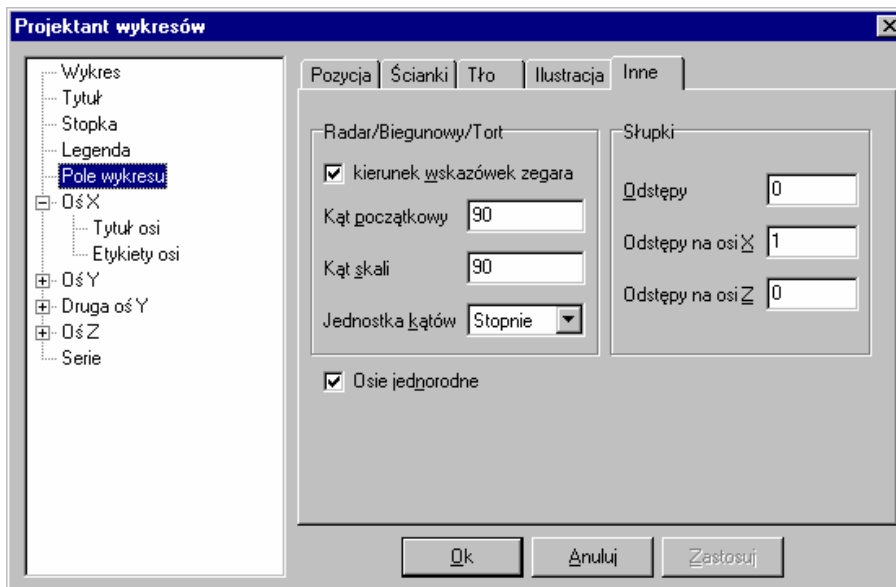 Projektant wykresów
Wykres
Tytuł
Stopka
Legenda
Pole wykresu
Oś X
Tytuł osi
Etykiety osi
Oś Y
Druga oś Y
Oś Z
Serie
Pozycja Ścianki Tło Ilustracja Inne
Radar/Biegunowy/Tort
kierunek wskazówek zegara
Kąt początkowy 90
Kąt skali 90
Jednostka kątów Stopnie
Osie jednorodne
Słupki
Odstępy 0
Odstępy na osi X 1
Odstępy na osi Z 0
Ok Anuluj Zastosuj